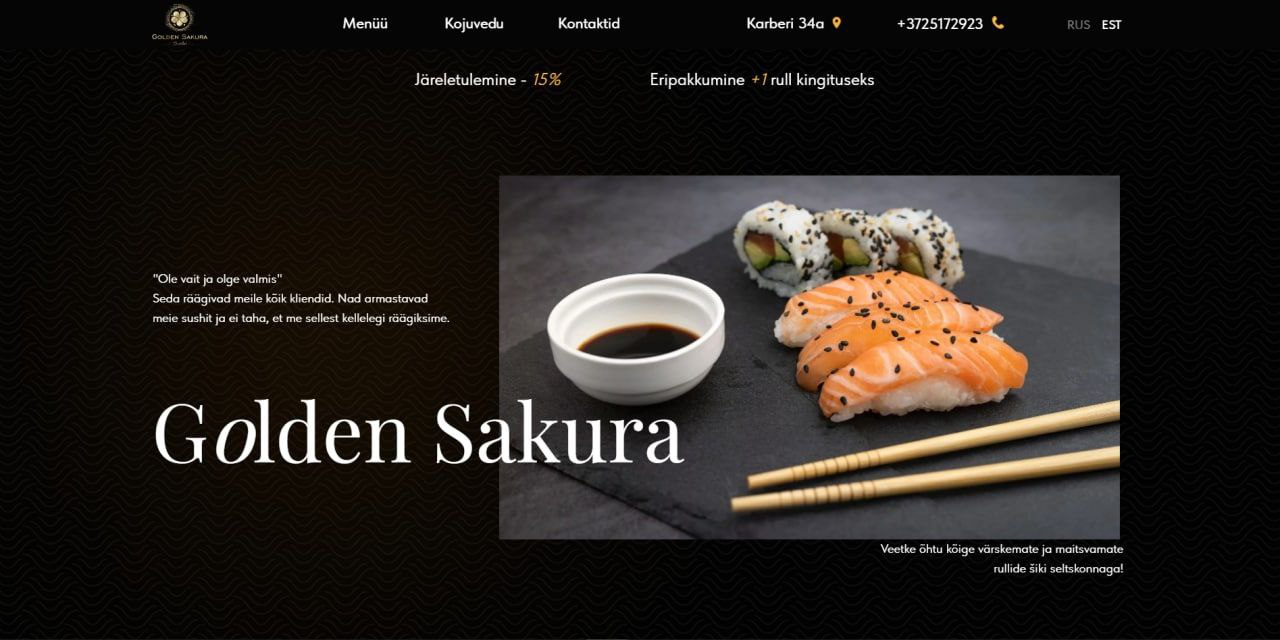 GOLDEN SAKURA
Menüü
Kojuvedu
Kontaktid
Karberi 34a
+3725172923
RUS EST
Järeletulemine - 15%
Eripakkumine +1 rull kingituseks
"Ole vait ja olge valmis"
Seda räägivad meile kõik kliendid. Nad armastavad
meie sushit ja ei taha, et me sellest kellelegi räägiksime.
Golden Sakura
Veetke õhtu kõige värskemate ja maitsvamate
rullide šiki seltskonnaga!